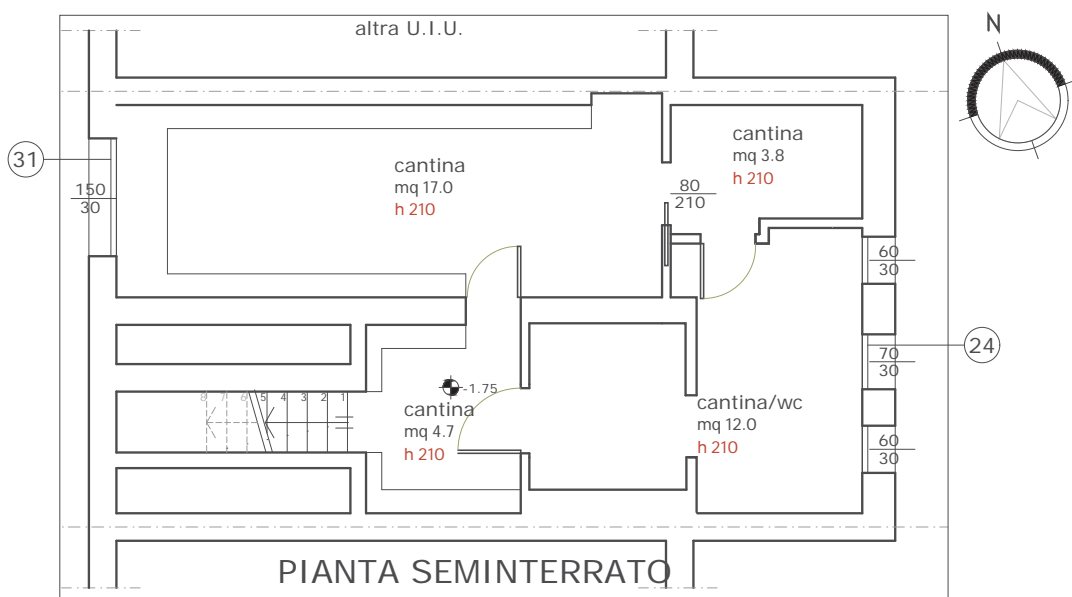 altra U.I.U.
N
31
150
30
cantina
mq 17.0
h 210
cantina
mq 3.8
h 210
80
210
60
30
24
70
30
-1.75
cantina
mq 4.7
h 210
cantina/wc
mq 12.0
h 210
8 7 6 5 4 3 2 1
60
30
PIANTA SEMINTERRATO